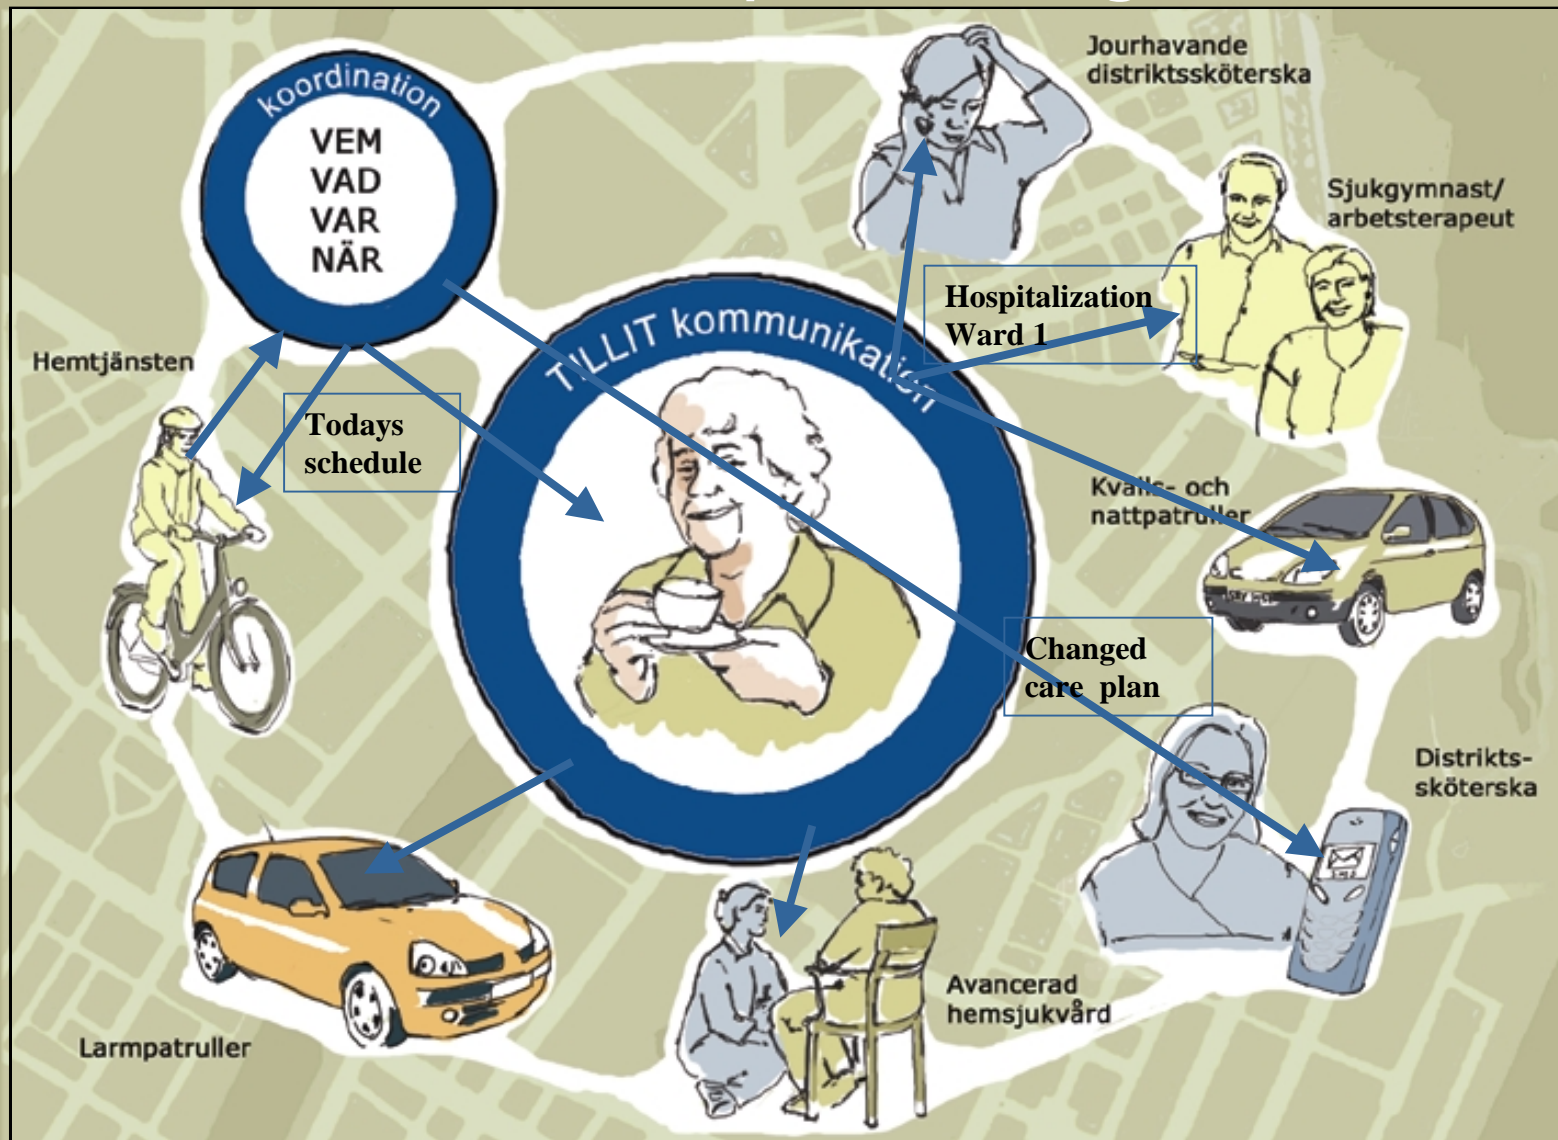 koordination
VEM
VAD
VAR
NÄR
Jourhavande
distriktssköterska
Sjukgymnast/
arbetsterapeut
Hospitalization
Ward 1
TILLIT kommunikation
Hemtjänsten
Todays
schedule
Kvälls- och
nattpatruller
Changed
care plan
Distrikts-
sköterska
SMS
Avancerad
hemsjukvård
Larmpatruller